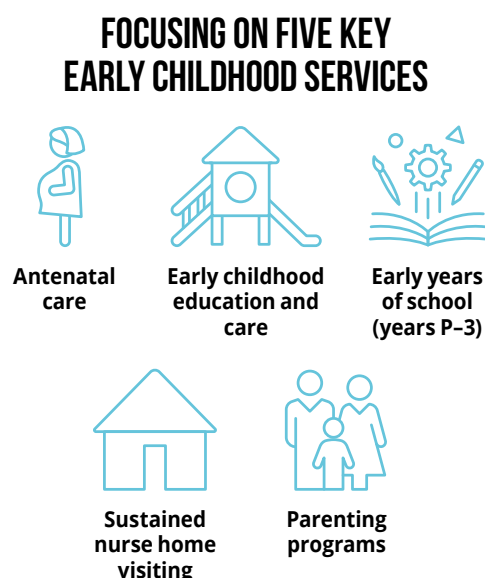 FOCUSING ON FIVE KEY
EARLY CHILDHOOD SERVICES
Antenatal
care
Early childhood
education and
care
Early years
of school
(years P–3)
Sustained
nurse home
visiting
Parenting
programs